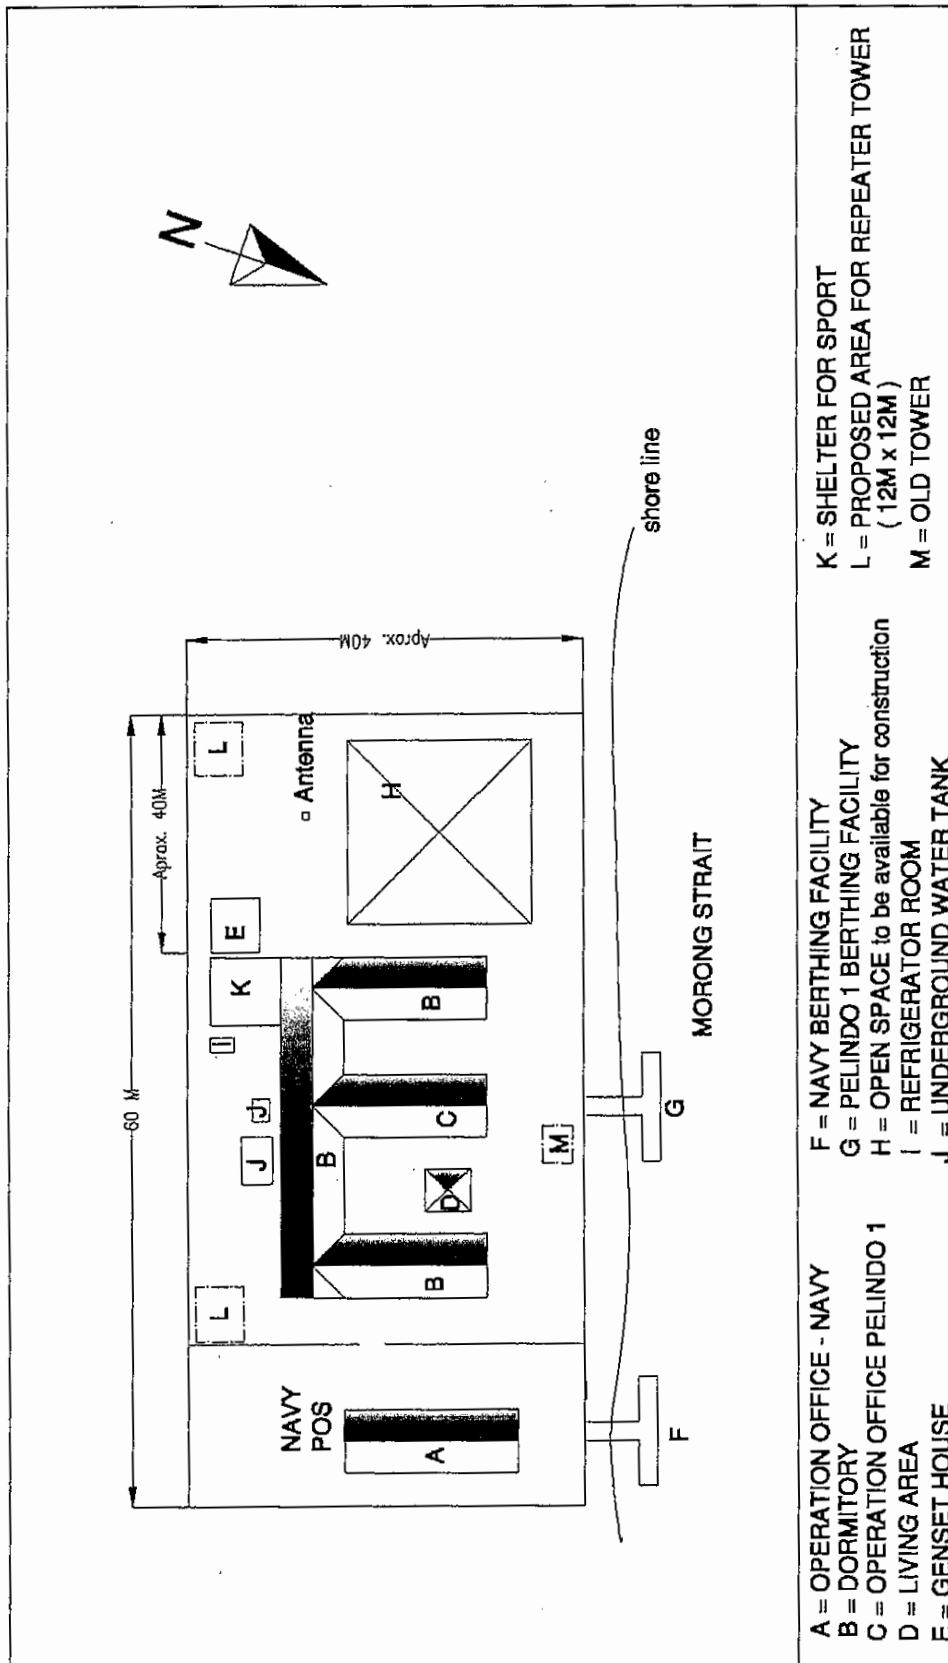 N
60 M
Aprox. 40M
Aprox. 40M
L
L
E
K
I
J
J
Antenna
H
NAVY
POS
A
B
B
B
C
D
M
F
G
shore line
MORONG STRAIT
A = OPERATION OFFICE - NAVY
B = DORMITORY
C = OPERATION OFFICE PELINDO 1
D = LIVING AREA
E = GENSET HOUSE
F = NAVY BERTHING FACILITY
G = PELINDO 1 BERTHING FACILITY
H = OPEN SPACE to be available for construction
I = REFRIGERATOR ROOM
J = UNDERGROUND WATER TANK
K = SHELTER FOR SPORT
L = PROPOSED AREA FOR REPEATER TOWER
( 12M x 12M )
M = OLD TOWER